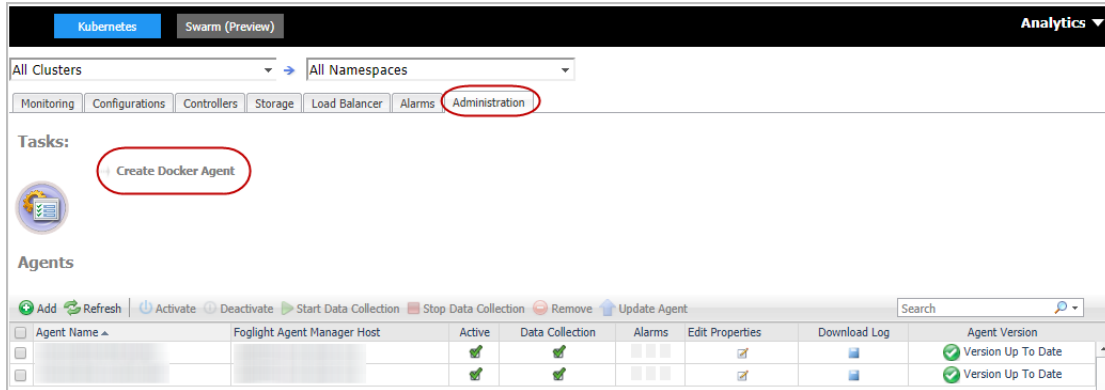 Kubernetes Swarm (Preview) Analytics
All Clusters All Namespaces
Monitoring Configurations Controllers Storage Load Balancer Alarms Administration
Tasks:
Create Docker Agent
Agents
Add Refresh Activate Deactivate Start Data Collection Stop Data Collection Remove Update Agent Search
Agent Name Foglight Agent Manager Host Active Data Collection Alarms Edit Properties Download Log Agent Version
Version Up To Date
Version Up To Date